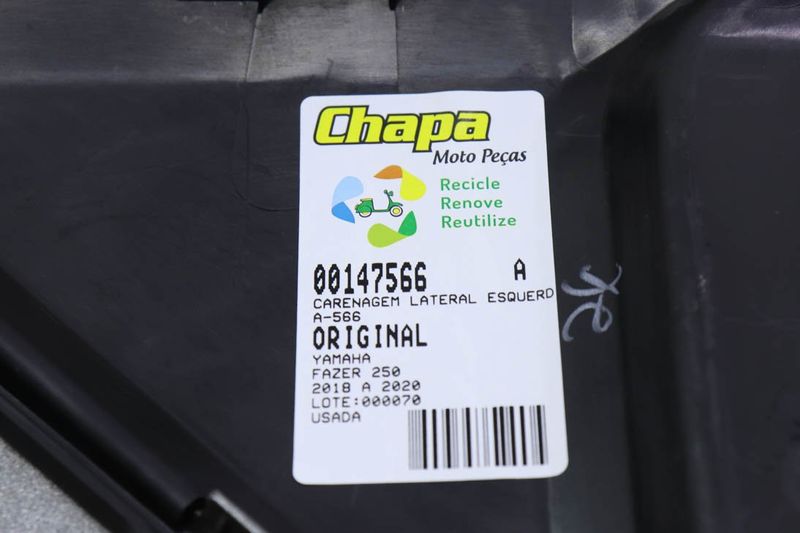 Chapa
Moto Peças
Recicle
Renove
Reutilize
00147566 A
CARENAGEM LATERAL ESQUERD
A-566
ORIGINAL
YAMAHA
FAZER 250
2018 A 2020
LOTE:000070
USADA